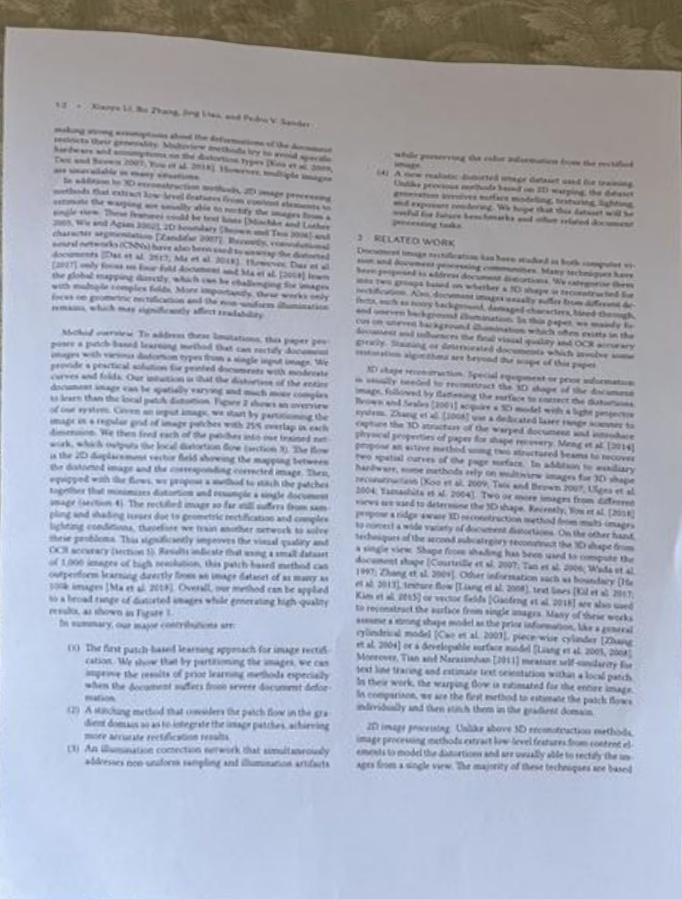 1:2 • Xiaoyu Li, Bo Zhang, Jing Liao, and Pedro V. Sander
making strong assumptions about the deformations of the document
restricts their generality. Multiview methods try to avoid specific
hardware and assumptions on the distortion types [Koo et al. 2009,
Tsoi and Brown 2007, You et al. 2018]. However, multiple images
are unavailable in many situations.
In addition to 3D reconstruction methods, 2D image processing
methods that extract low-level features from content elements to
estimate the warping are usually able to rectify the images from a
single view. These features could be text lines
2005, Wu and Agam 2002], 2D boundary [Brown and Tsoi 2006] and
character segmentation [Zandifar 2007]. Recently, convolutional
neural networks (CNNs) have also been used to unwrap the distorted
documents [Das et al. 2017, Ma et al. 2018]. However, Das et al.
[2017] only focus on four fold document and Ma et al. [2018] learn
the global mapping directly, which can be challenging for images
with multiple complex folds. More importantly, these works only
focus on geometric rectification and the non-uniform illumination
remains, which may significantly affect readability.
Method overview. To address these limitations, this paper pro-
poses a patch-based learning method that can rectify document
images with various distortion types from a single input image. We
provide a practical solution for printed documents with moderate
curves and folds. Our intuition is that the distortion of the entire
document image can be spatially varying and much more complex
to learn than the local patch distortion. Figure 2 shows an overview
of our system. Given an input image, we start by partitioning the
image in a regular grid of image patches with 25% overlap in each
dimension. We then feed each of the patches into our trained net-
work, which outputs the local distortion flow (section 3). The flow
is the 2D displacement vector field showing the mapping between
the distorted image and the corresponding corrected image. Then,
equipped with the flows, we propose a method to stitch the patches
together that minimizes distortion and resample a single document
image (section 4). The rectified image so far still suffers from sam-
pling and shading issues due to geometric rectification and complex
lighting conditions, therefore we train another network to solve
these problems. This significantly improves the visual quality and
OCR accuracy (section 5). Results indicate that using a small dataset
of 1,000 images of high resolution, this patch-based method can
outperform learning directly from an image dataset of as many as
100k images [Ma et al. 2018]. Overall, our method can be applied
to a broad range of distorted images while generating high-quality
results, as shown in Figure 1.
In summary, our major contributions are:
(1) The first patch-based learning approach for image rectifi-
cation. We show that by partitioning the images, we can
improve the results of prior learning methods especially
when the document suffers from severe document defor-
mation.
(2) A stitching method that considers the patch flow in the gra-
dient domain so as to integrate the image patches, achieving
more accurate rectification results.
(3) An illumination correction network that simultaneously
addresses non-uniform sampling and illumination artifacts
while preserving the color information from the rectified
image.
(4) A new realistic distorted image dataset used for training.
Unlike previous methods based on 2D warping, the dataset
generation involves surface modeling, texturing, lighting,
and exposure rendering. We hope that this dataset will be
useful for future benchmarks and other related document
processing tasks.
2 RELATED WORK
Document image rectification has been studied in both computer vi-
sion and document processing communities. Many techniques have
been proposed to address document distortions. We categorize them
into two groups based on whether a 3D shape is reconstructed for
rectification. Also, document images usually suffer from different de-
fects, such as noisy background, damaged characters, bleed-through,
and uneven background illumination. In this paper, we mainly fo-
cus on uneven background illumination which often exists in the
document and influences the final visual quality and OCR accuracy
greatly. Staining or deteriorated documents which involve some
restoration algorithms are beyond the scope of this paper.
3D shape reconstruction. Special equipment or prior information
is usually needed to reconstruct the 3D shape of the document
image, followed by flattening the surface to correct the distortions.
Brown and Seales [2001] acquire a 3D model with a light projector
system. Zhang et al. [2008] use a dedicated laser range scanner to
capture the 3D structure of the warped document and introduce
physical properties of paper for shape recovery. Meng et al. [2014]
propose an active method using two structured beams to recover
two spatial curves of the page surface. In addition to auxiliary
hardware, some methods rely on multiview images for 3D shape
reconstruction [Koo et al. 2009; Tsoi and Brown 2007; Ulges et al.
2004; Yamashita et al. 2004]. Two or more images from different
views are used to determine the 3D shape. Recently, You et al. [2018]
propose a ridge-aware 3D reconstruction method from multi-images
to correct a wide variety of document distortions. On the other hand,
techniques of the second subcategory reconstruct the 3D shape from
a single view. Shape from shading has been used to compute the
document shape [Courteille et al. 2007; Tan et al. 2006; Wada et al.
1997; Zhang et al. 2009]. Other information such as boundary [He
et al. 2013], texture flow [Liang et al. 2008], text lines [Kil et al. 2017;
Kim et al. 2015] or vector fields [Gaofeng et al. 2018] are also used
to reconstruct the surface from single images. Many of these works
assume a strong shape model as the prior information, like a general
cylindrical model [Cao et al. 2003], piece-wise cylinder [Zhang
et al. 2004] or a developable surface model [Liang et al. 2005, 2008].
Moreover, Tian and Narasimhan [2011] measure self-similarity for
text line tracing and estimate text orientation within a local patch.
In their work, the warping flow is estimated for the entire image.
In comparison, we are the first method to estimate the patch flows
individually and then stitch them in the gradient domain.
2D image processing. Unlike above 3D reconstruction methods,
image processing methods extract low-level features from content el-
ements to model the distortions and are usually able to rectify the im-
ages from a single view. The majority of these techniques are based